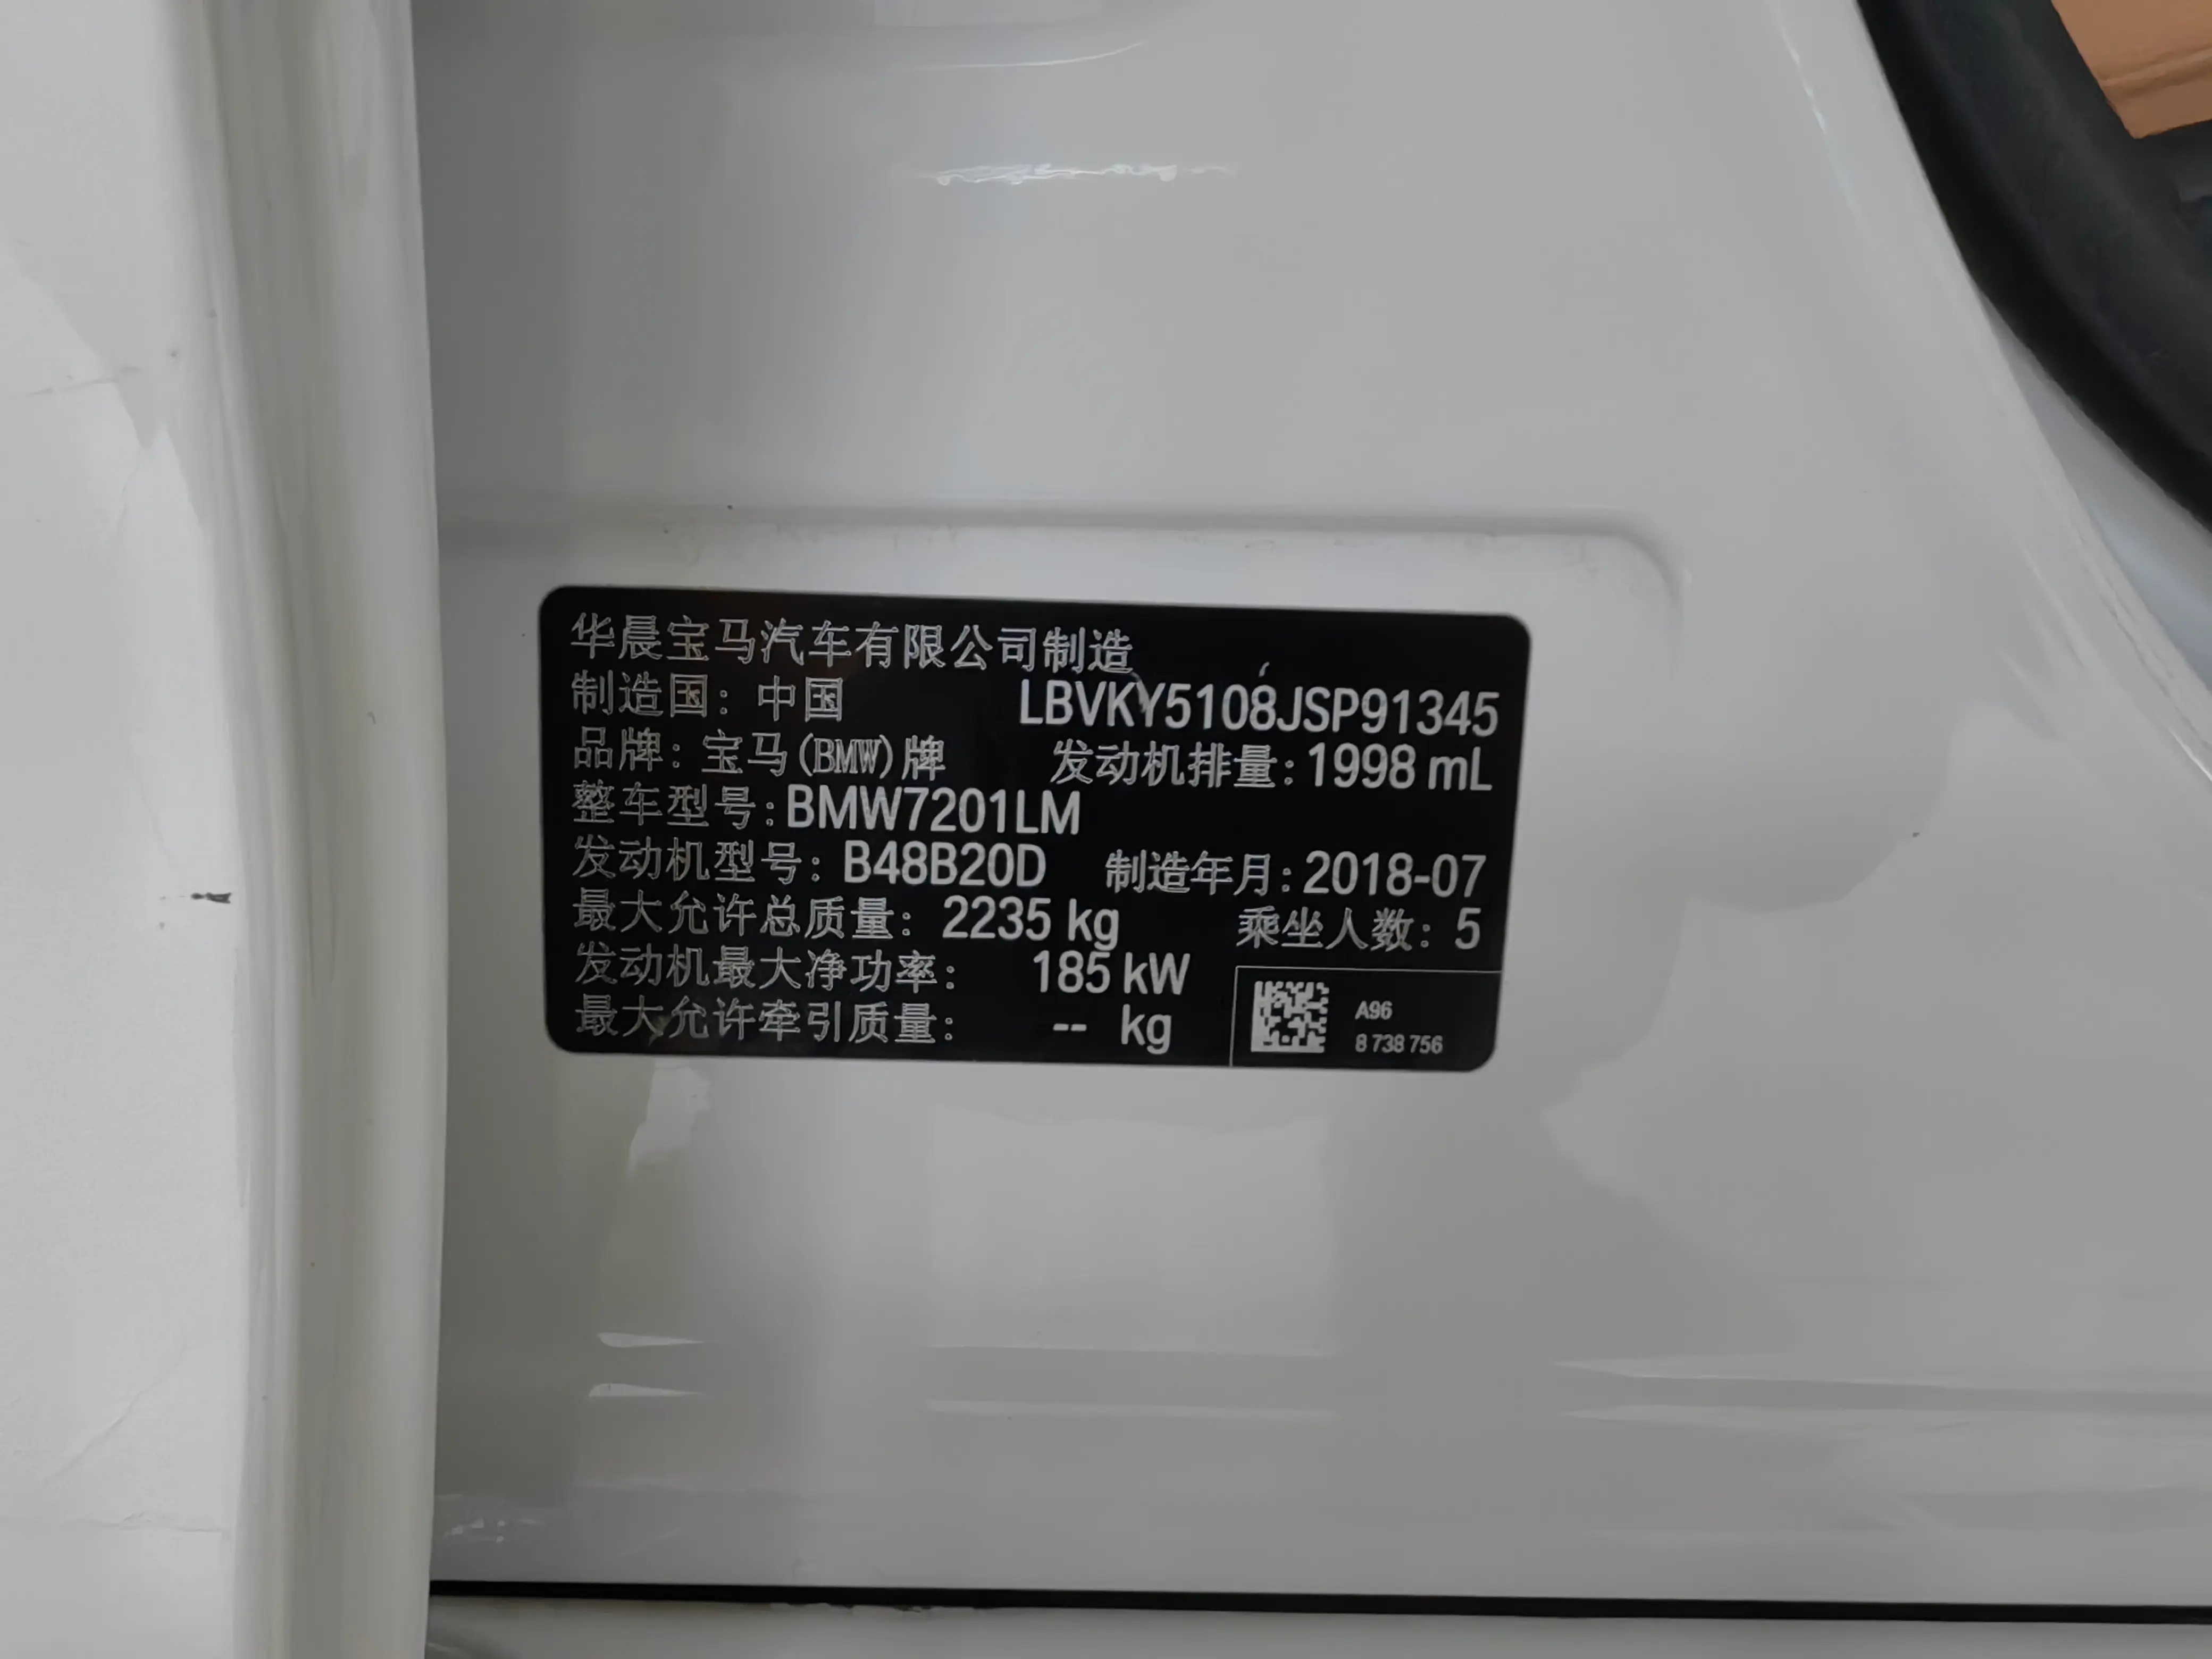 华晨宝马汽车有限公司制造
制造国：中国 LBVKY5108JSP91345
品牌：宝马(BMW)牌 发动机排量:1998 mL
整车型号:BMW7201LM
发动机型号：B48B20D 制造年月:2018-07
最大允许总质量：2235 kg 乘坐人数：5
发动机最大净功率：185 kW
最大允许牵引质量：-- kg
A96
8 738 756